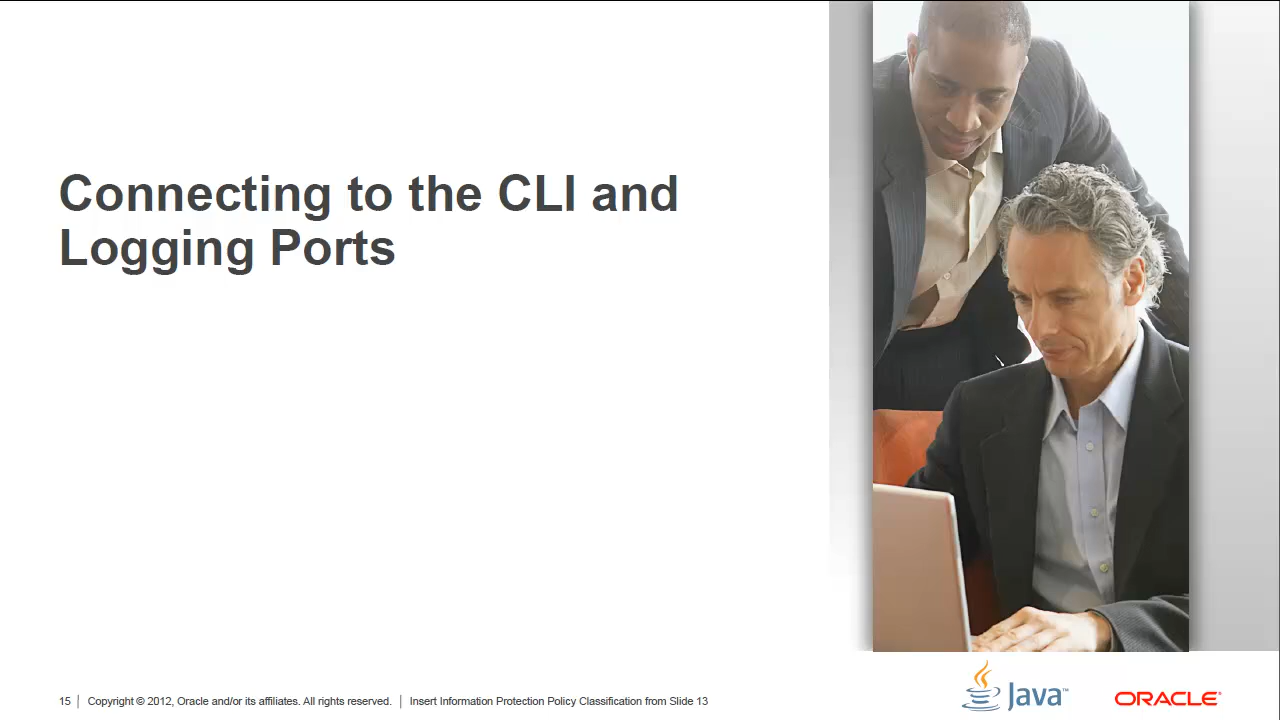 Connecting to the CLI and
Logging Ports
15 | Copyright © 2012, Oracle and/or its affiliates. All rights reserved. | Insert Information Protection Policy Classification from Slide 13
Java™
ORACLE®